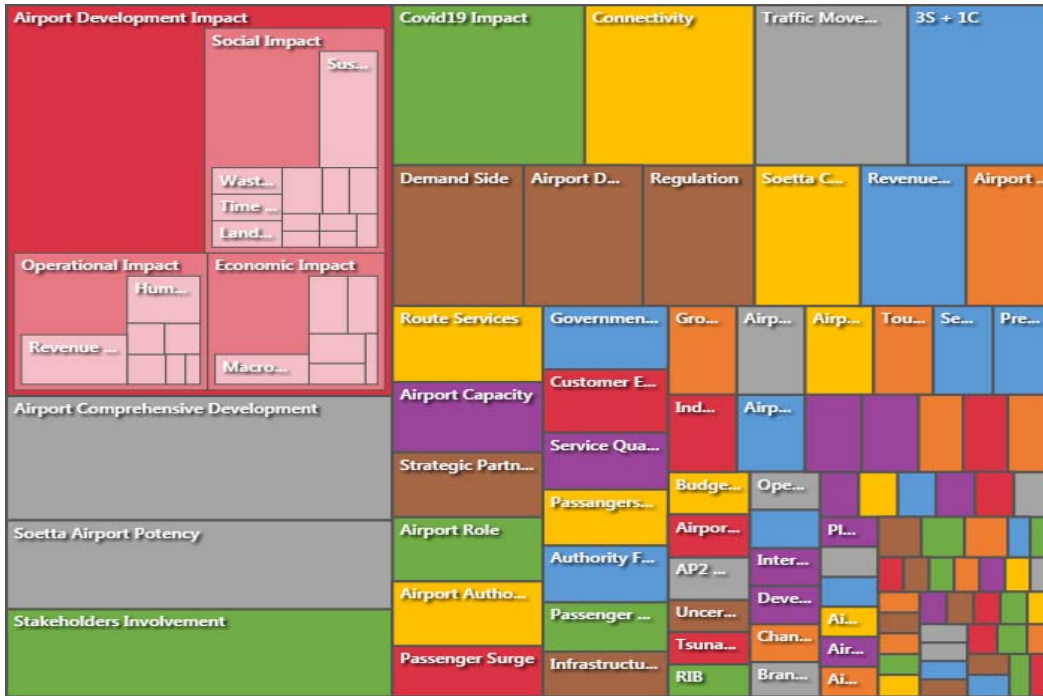 Airport Development Impact
Social Impact
Sus...
Wast...
Time ...
Land...
Operational Impact
Hum...
Revenue ...
Economic Impact
Macro...
Airport Comprehensive Development
Soetta Airport Potency
Stakeholders Involvement
Covid19 Impact
Connectivity
Traffic Move...
3S + 1C
Demand Side
Airport D...
Regulation
Soetta C...
Revenue...
Airport ...
Route Services
Airport Capacity
Strategic Partn...
Airport Role
Airport Autho...
Passenger Surge
Governmen...
Customer E...
Service Qua...
Passangers...
Authority F...
Passenger ...
Infrastructu...
Gro...
Airp...
Airp...
Tou...
Se...
Pre...
Ind...
Airp...
Budge...
Ope...
Airpor...
AP2 ...
Inter...
Uncer...
Deve...
Tsuna...
Chan...
RIB
Bran...
Pl...
Ai...
Air...
Ai...